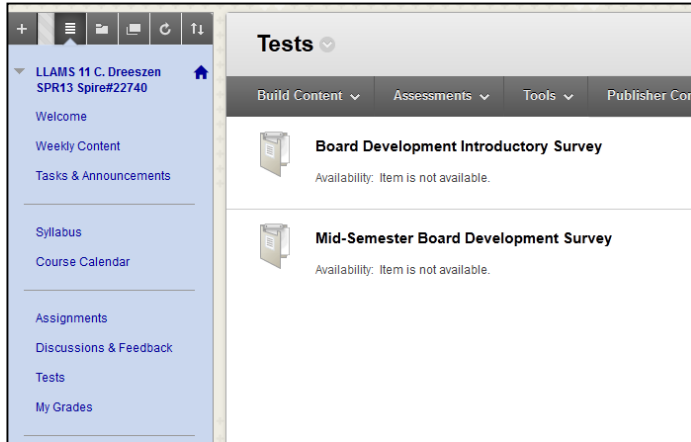 LLAMS 11 C. Dreeszen
SPR13 Spire#22740
Welcome
Weekly Content
Tasks & Announcements
Syllabus
Course Calendar
Assignments
Discussions & Feedback
Tests
My Grades
Tests
Build Content Assessments Tools Publisher
Board Development Introductory Survey
Availability: Item is not available.
Mid-Semester Board Development Survey
Availability: Item is not available.